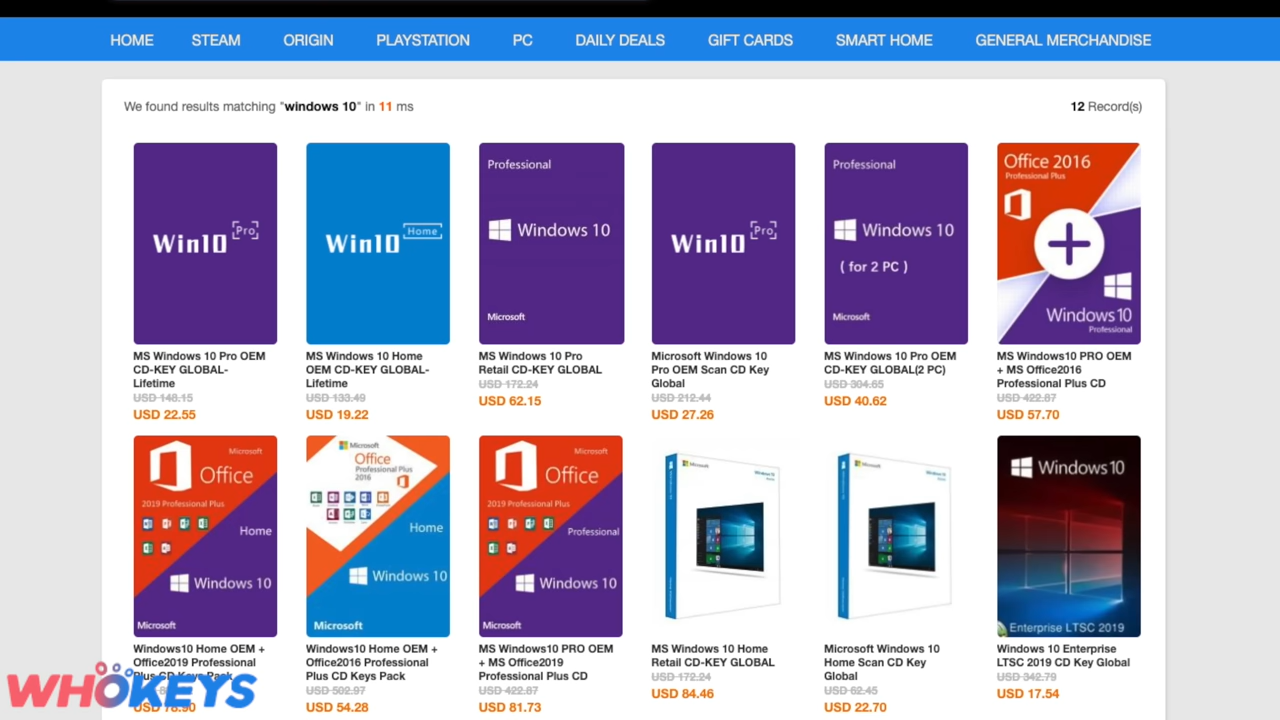 HOME STEAM ORIGIN PLAYSTATION PC DAILY DEALS GIFT CARDS SMART HOME GENERAL MERCHANDISE
We found results matching "windows 10" in 11 ms
12 Record(s)
Win10 Pro
MS Windows 10 Pro OEM
CD-KEY GLOBAL-
Lifetime
USD 148.15
USD 22.55
Win10 Home
MS Windows 10 Home
OEM CD-KEY GLOBAL-
Lifetime
USD 133.49
USD 19.22
Professional
Windows 10
Microsoft
MS Windows 10 Pro
Retail CD-KEY GLOBAL
USD 172.24
USD 62.15
Win10 Pro
Microsoft Windows 10
Pro OEM Scan CD Key
Global
USD 212.44
USD 27.26
Professional
Windows 10
( for 2 PC )
Microsoft
MS Windows 10 Pro OEM
CD-KEY GLOBAL(2 PC)
USD 304.65
USD 40.62
Office 2016
Professional Plus
Windows 10
Professional
MS Windows10 PRO OEM
+ MS Office2016
Professional Plus CD
USD 422.87
USD 57.70
Microsoft
Office
2019 Professional Plus
Home
Windows 10
Microsoft
Windows10 Home OEM +
Office2019 Professional
Plus CD Keys Pack
USD 78.90
Microsoft
Office
Professional Plus
2016
Home
Windows 10
Microsoft
Windows10 Home OEM +
Office2016 Professional
Plus CD Keys Pack
USD 502.97
USD 54.28
Microsoft
Office
2019 Professional Plus
Professional
Windows 10
Microsoft
MS Windows10 PRO OEM
+ MS Office2019
Professional Plus CD
USD 422.87
USD 81.73
Microsoft
MS Windows 10 Home
Retail CD-KEY GLOBAL
USD 172.24
USD 84.46
Microsoft
Microsoft Windows 10
Home Scan CD Key
Global
USD 62.45
USD 22.70
Windows 10
Enterprise LTSC 2019
Windows 10 Enterprise
LTSC 2019 CD Key Global
USD 342.79
USD 17.54
WHOKEYS